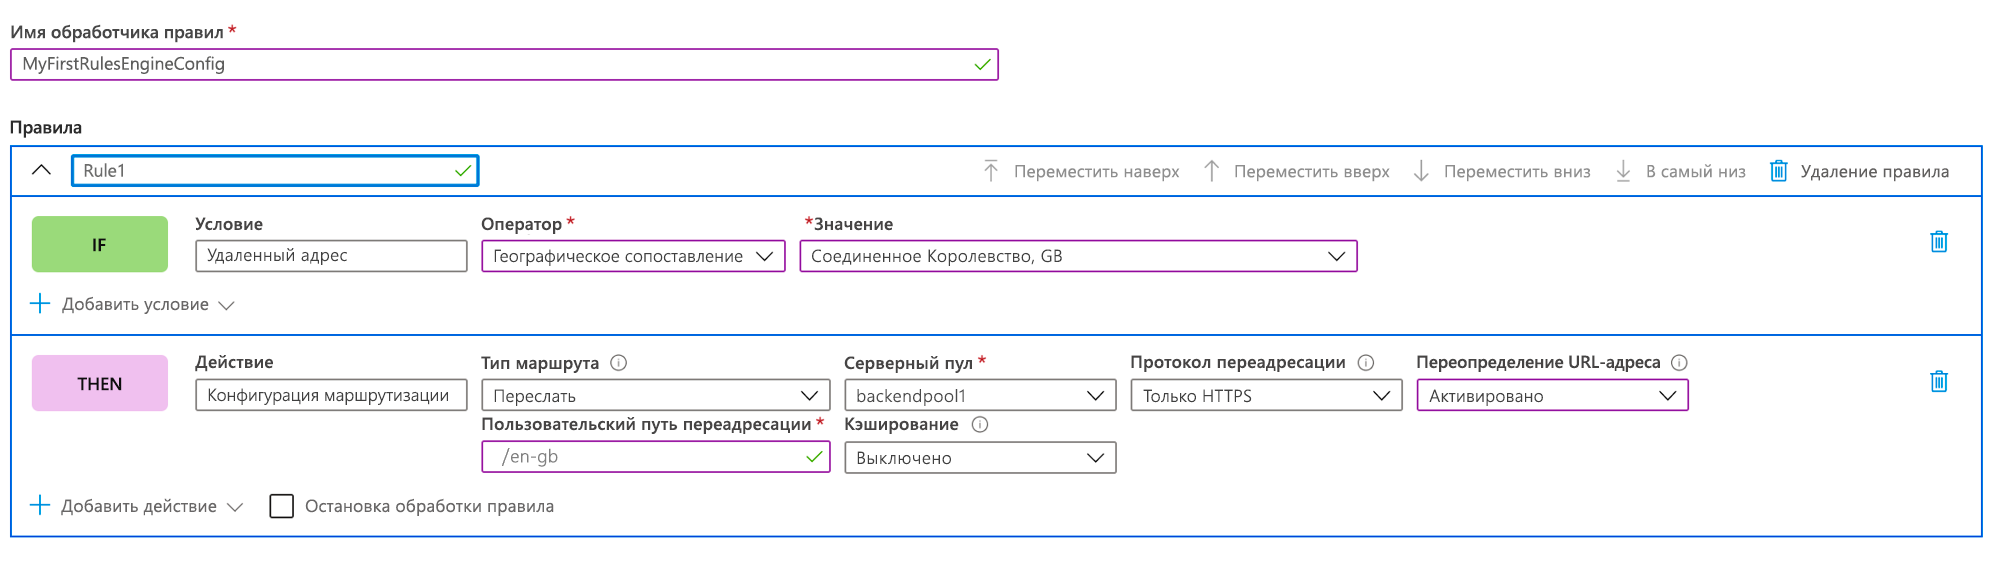 Имя обработчика правил *
MyFirstRulesEngineConfig
Правила
Rule1
Переместить наверх
Переместить вверх
Переместить вниз
В самый низ
Удаление правила
IF
Условие
Удаленный адрес
Оператор *
Географическое сопоставление
*Значение
Соединенное Королевство, GB
Добавить условие
THEN
Действие
Конфигурация маршрутизации
Тип маршрута
Переслать
Серверный пул *
backendpool1
Протокол переадресации
Только HTTPS
Переопределение URL-адреса
Активировано
Пользовательский путь переадресации *
/en-gb
Кэширование
Выключено
Добавить действие
Остановка обработки правила